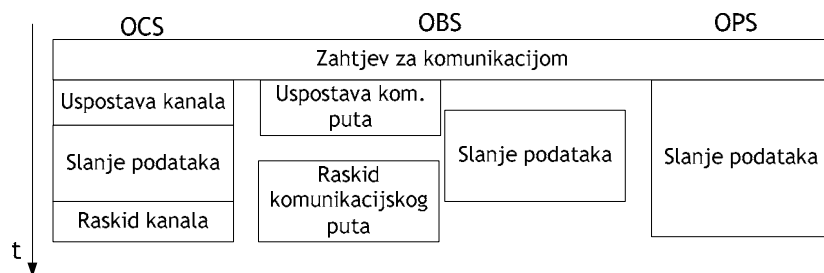 OCS
OBS
OPS
Zahtjev za komunikacijom
Uspostava kanala
Slanje podataka
Raskid kanala
Uspostava kom.
puta
Raskid
komunikacijskog
puta
Slanje podataka
Slanje podataka
t